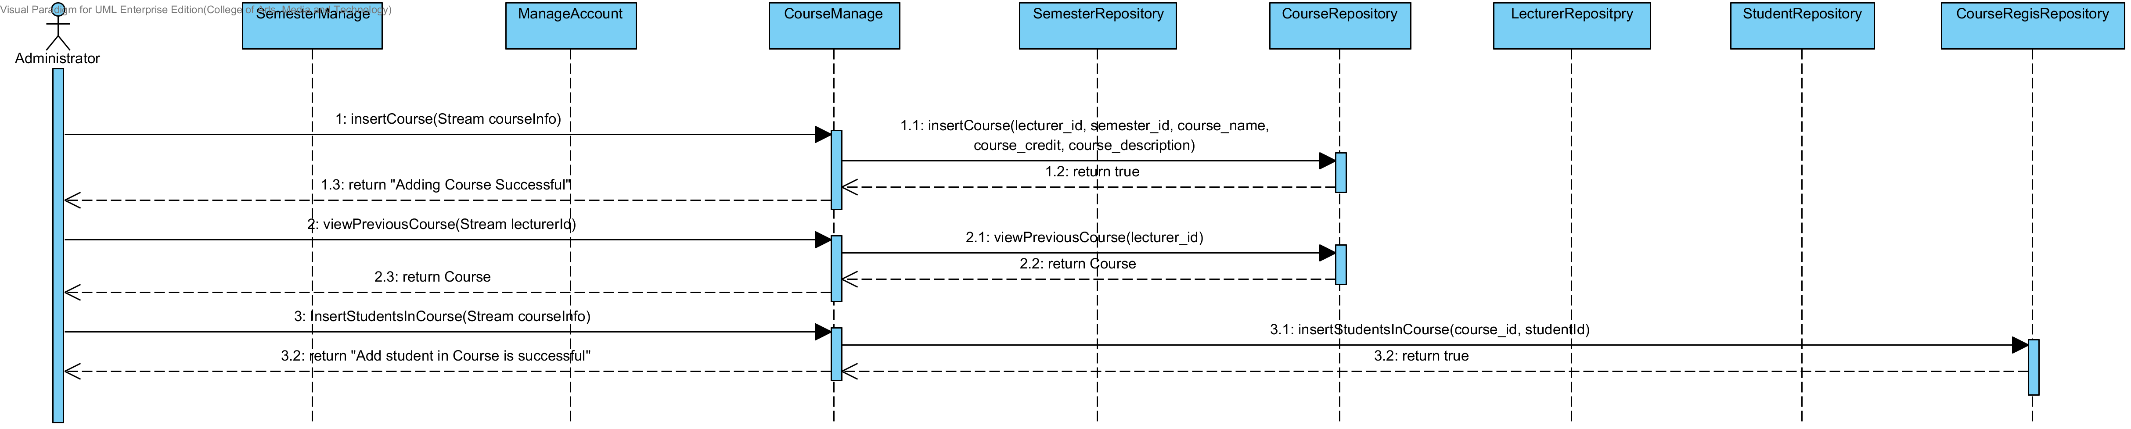 Visual Paradigm for UML Enterprise Edition(College of Arts, Media and Technology)
SemesterManage
ManageAccount
CourseManage
SemesterRepository
CourseRepository
LecturerRepositpry
StudentRepository
CourseRegisRepository
Administrator
1: insertCourse(Stream courseInfo)
1.1: insertCourse(lecturer_id, semester_id, course_name,
course_credit, course_description)
1.2: return true
1.3: return "Adding Course Successful"
2: viewPreviousCourse(Stream lecturerId)
2.1: viewPreviousCourse(lecturer_id)
2.2: return Course
2.3: return Course
3: InsertStudentsInCourse(Stream courseInfo)
3.1: insertStudentsInCourse(course_id, studentId)
3.2: return "Add student in Course is successful"
3.2: return true